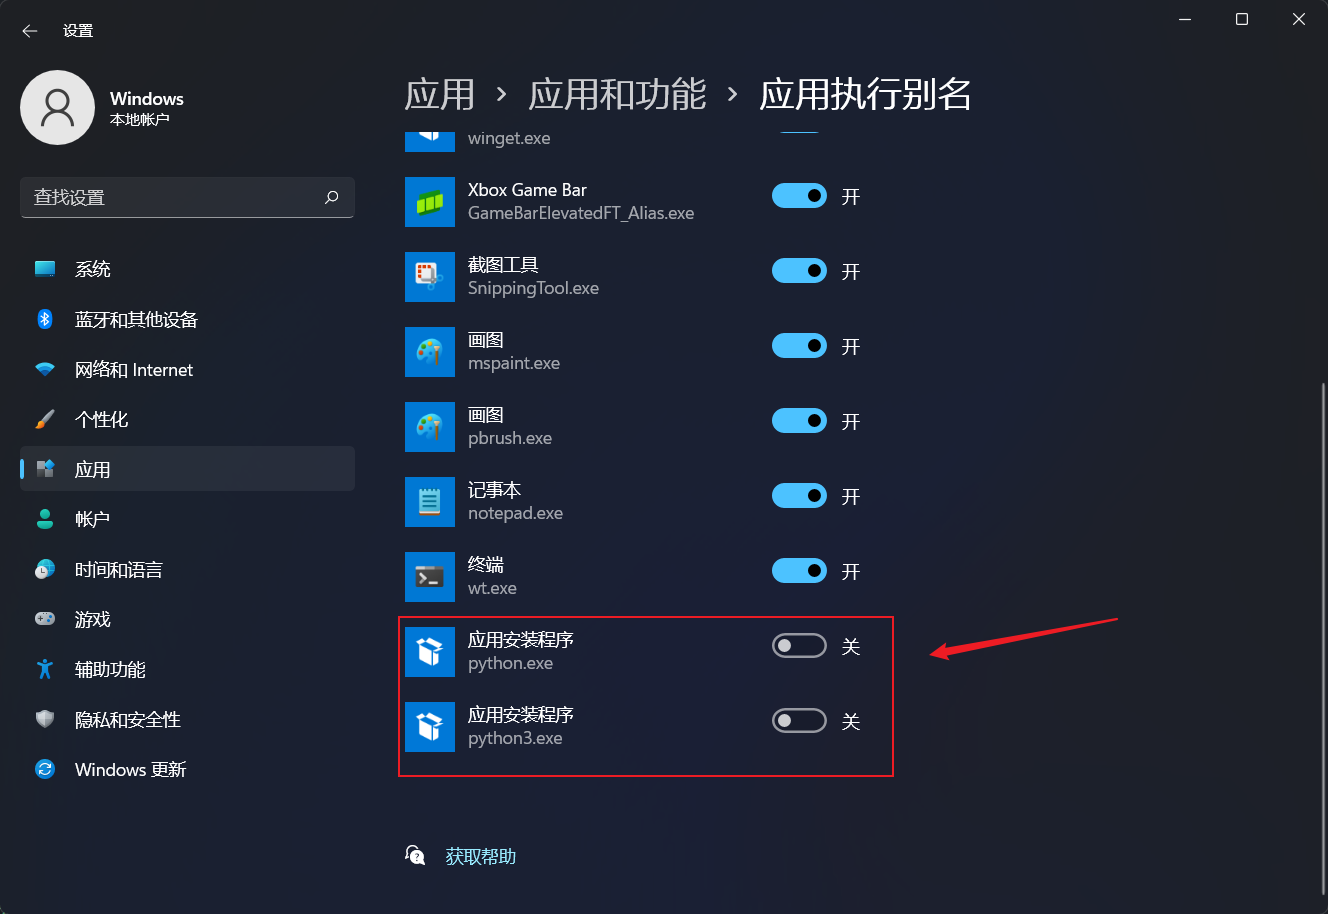 设置
Windows
本地帐户
查找设置
系统
蓝牙和其他设备
网络和 Internet
个性化
应用
帐户
时间和语言
游戏
辅助功能
隐私和安全性
Windows 更新
应用 › 应用和功能 › 应用执行别名
winget.exe
Xbox Game Bar
GameBarElevatedFT_Alias.exe
开
截图工具
SnippingTool.exe
开
画图
mspaint.exe
开
画图
pbrush.exe
开
记事本
notepad.exe
开
终端
wt.exe
开
应用安装程序
python.exe
关
应用安装程序
python3.exe
关
获取帮助